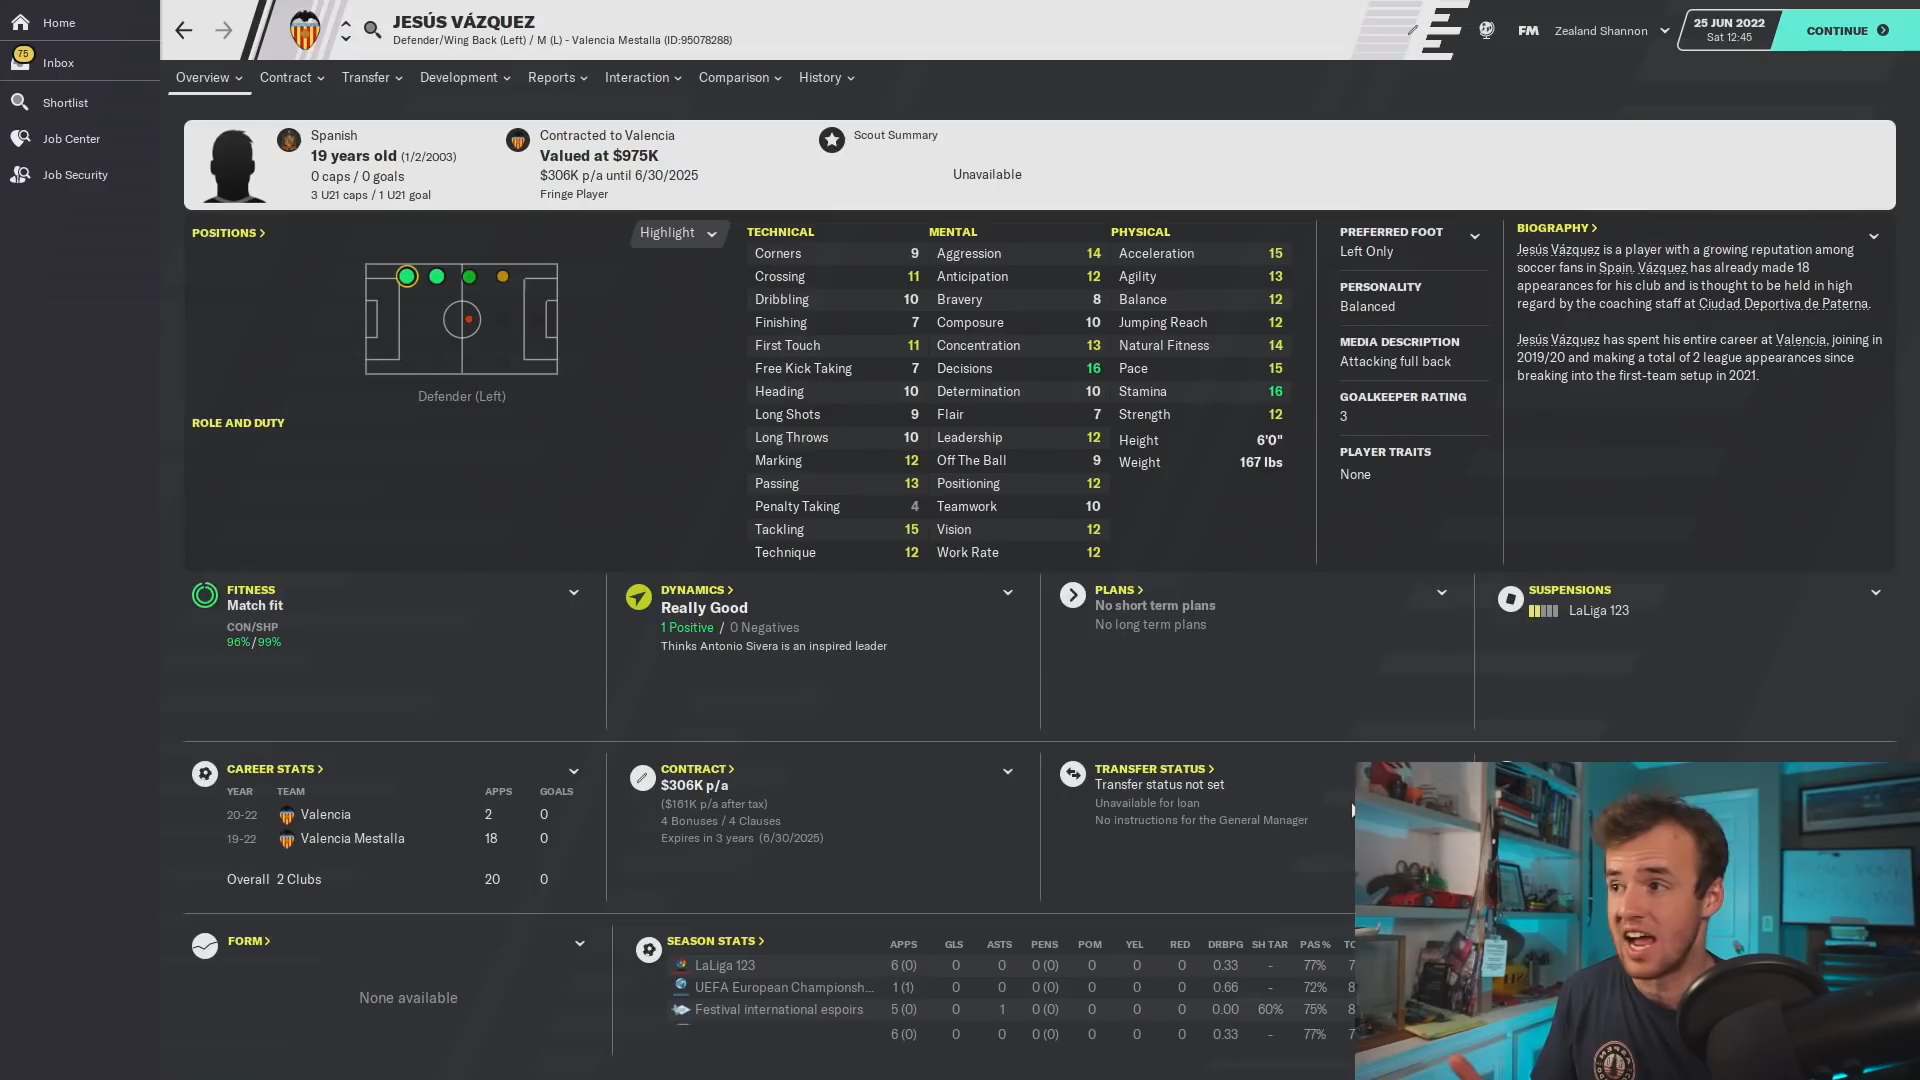 Home
75
Inbox
Shortlist
Job Center
Job Security
JESÚS VÁZQUEZ
Defender/Wing Back (Left) / M (L) - Valencia Mestalla (ID:95078288)
FM
Zealand Shannon
25 JUN 2022
Sat 12:45
CONTINUE
Overview
Contract
Transfer
Development
Reports
Interaction
Comparison
History
Spanish
19 years old (1/2/2003)
0 caps / 0 goals
3 U21 caps / 1 U21 goal
Contracted to Valencia
Valued at $975K
$306K p/a until 6/30/2025
Fringe Player
Scout Summary
Unavailable
POSITIONS >
Highlight
Defender (Left)
ROLE AND DUTY
TECHNICAL
Corners 9
Crossing 11
Dribbling 10
Finishing 7
First Touch 11
Free Kick Taking 7
Heading 10
Long Shots 9
Long Throws 10
Marking 12
Passing 13
Penalty Taking 4
Tackling 15
Technique 12
MENTAL
Aggression 14
Anticipation 12
Bravery 8
Composure 10
Concentration 13
Decisions 16
Determination 10
Flair 7
Leadership 12
Off The Ball 9
Positioning 12
Teamwork 10
Vision 12
Work Rate 12
PHYSICAL
Acceleration 15
Agility 13
Balance 12
Jumping Reach 12
Natural Fitness 14
Pace 15
Stamina 16
Strength 12
Height 6'0"
Weight 167 lbs
PREFERRED FOOT
Left Only
PERSONALITY
Balanced
MEDIA DESCRIPTION
Attacking full back
GOALKEEPER RATING
3
PLAYER TRAITS
None
BIOGRAPHY >
Jesús Vázquez is a player with a growing reputation among
soccer fans in Spain. Vázquez has already made 18
appearances for his club and is thought to be held in high
regard by the coaching staff at Ciudad Deportiva de Paterna.
Jesús Vázquez has spent his entire career at Valencia, joining in
2019/20 and making a total of 2 league appearances since
breaking into the first-team setup in 2021.
FITNESS
Match fit
CON/SHP
96%/99%
DYNAMICS >
Really Good
1 Positive / 0 Negatives
Thinks Antonio Sivera is an inspired leader
PLANS >
No short term plans
No long term plans
SUSPENSIONS
LaLiga 123
CAREER STATS >
YEAR TEAM APPS GOALS
20-22 Valencia 2 0
19-22 Valencia Mestalla 18 0
Overall 2 Clubs 20 0
CONTRACT >
$306K p/a
($161K p/a after tax)
4 Bonuses / 4 Clauses
Expires in 3 years (6/30/2025)
TRANSFER STATUS >
Transfer status not set
Unavailable for loan
No instructions for the General Manager
FORM >
None available
SEASON STATS > APPS GLS ASTS PENS POM YEL RED DRBPG SH TAR PAS %
LaLiga 123 6 (0) 0 0 0 (0) 0 0 0 0.33 - 77% 7
UEFA European Championsh... 1 (1) 0 0 0 (0) 0 0 0 0.66 - 72% 8
Festival international espoirs 5 (0) 0 1 0 (0) 0 0 0 0.00 60% 75% 8
6 (0) 0 0 0 (0) 0 0 0 0.33 - 77% 7